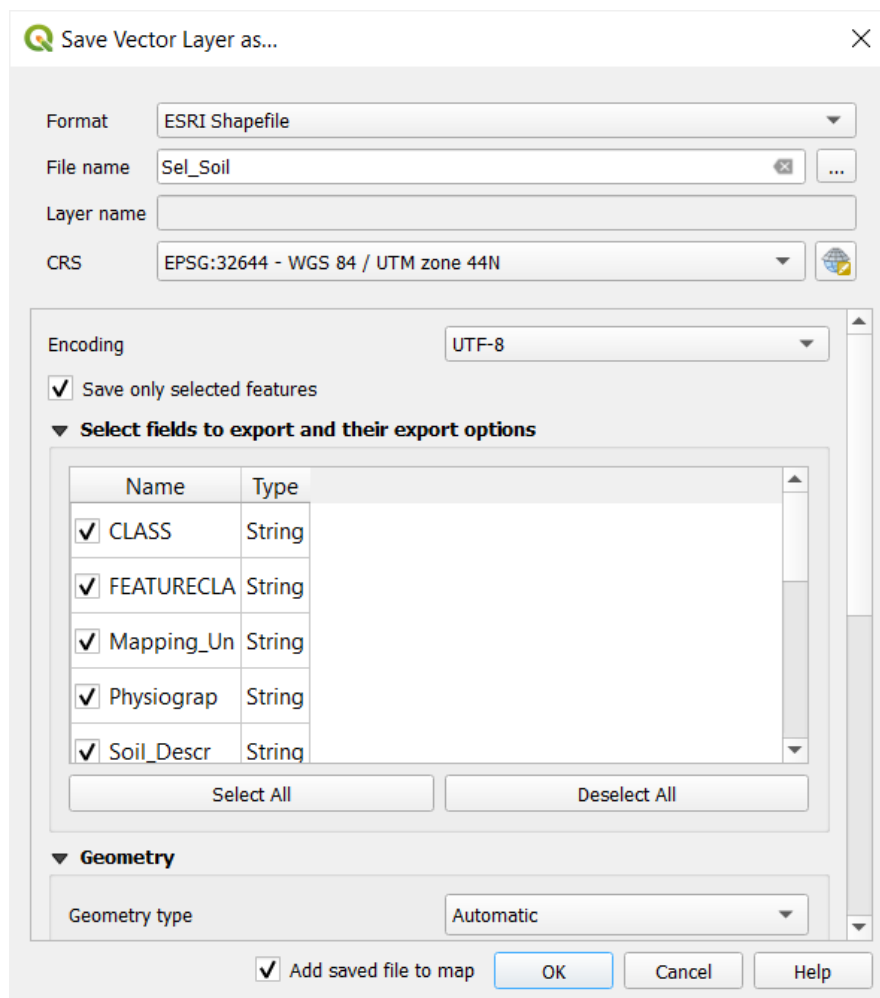 Save Vector Layer as...
Format ESRI Shapefile
File name Sel_Soil ...
Layer name
CRS EPSG:32644 - WGS 84 / UTM zone 44N
Encoding UTF-8
Save only selected features
Select fields to export and their export options
Name Type
CLASS String
FEATURECLA String
Mapping_Un String
Physiograp String
Soil_Descr String
Select All Deselect All
Geometry
Geometry type Automatic
Add saved file to map OK Cancel Help